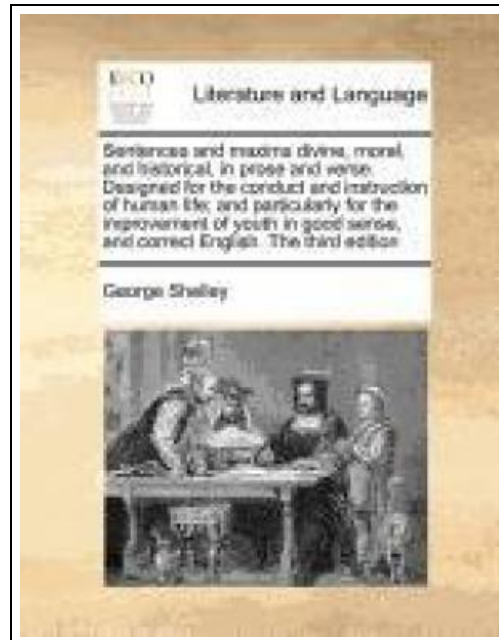 ECCO
Literature and Language
Sentences and maxims divine, moral,
and historical, in prose and verse.
Designed for the conduct and instruction
of human life; and particularly for the
improvement of youth in good sense,
and correct English. The third edition
George Shelley